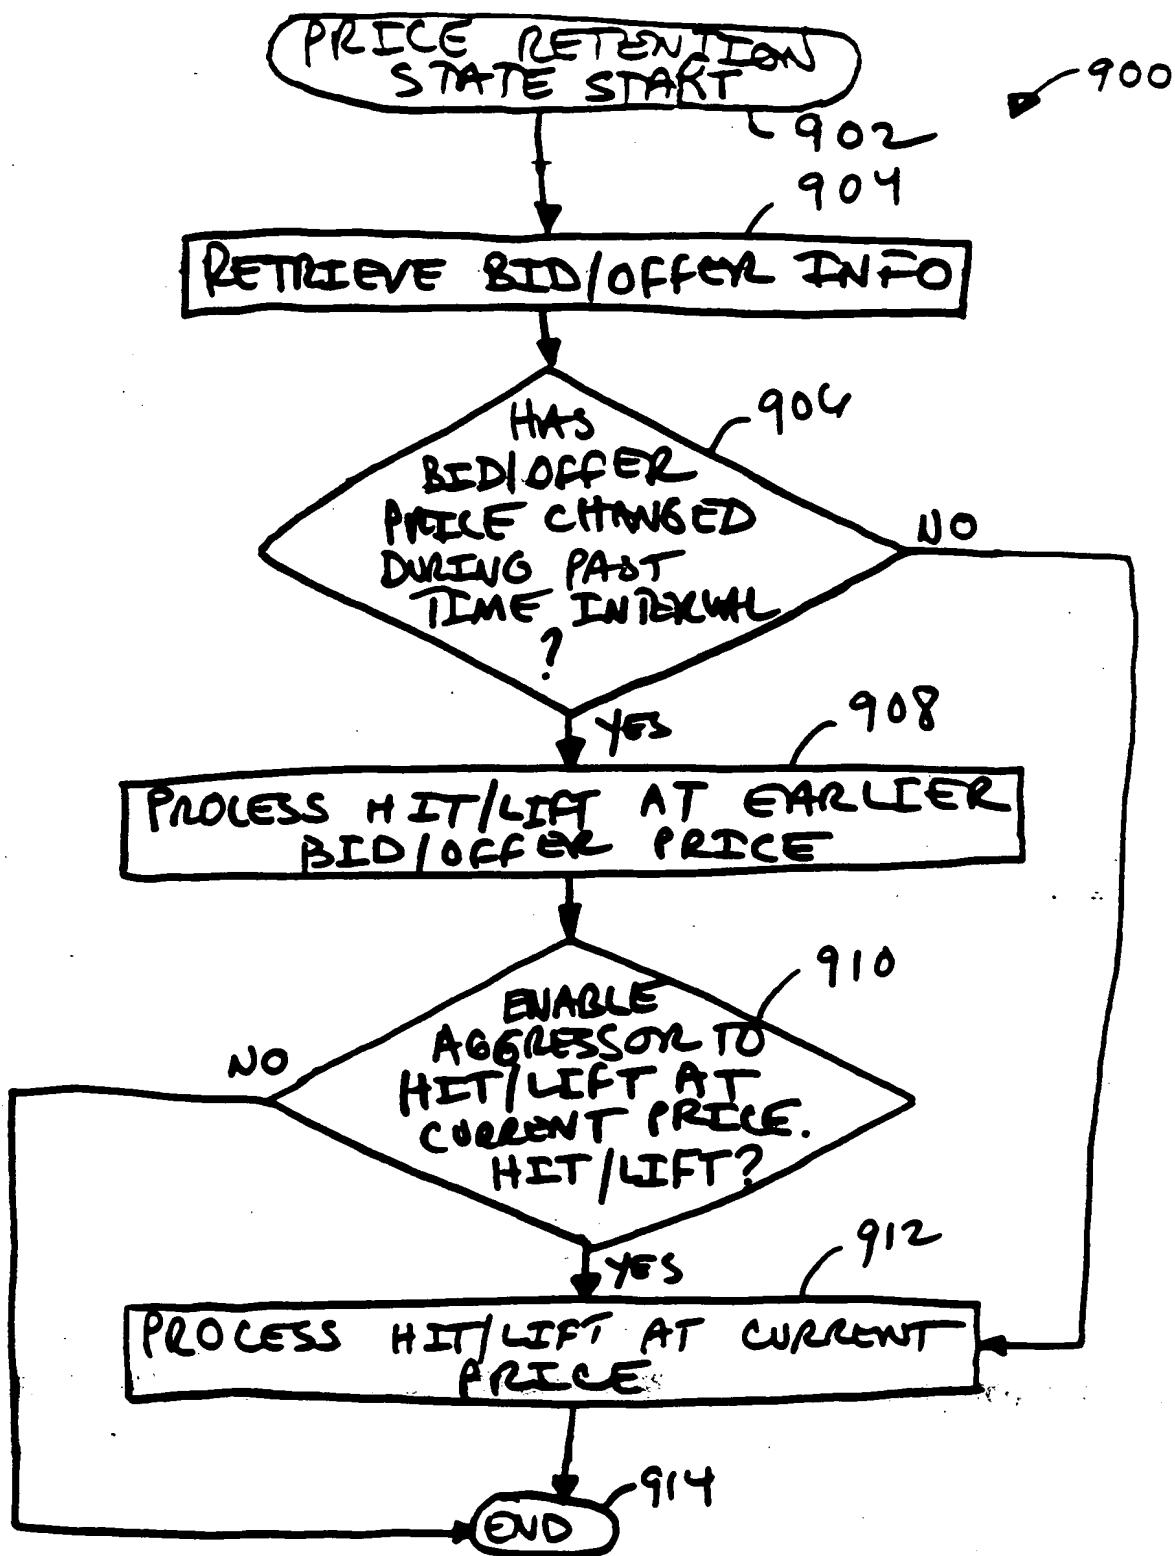 PRICE RETENTION
STATE START
900
902
904
RETRIEVE BID/OFFER INFO
906
HAS
BID/OFFER
PRICE CHANGED
DURING PAST
TIME INTERVAL
?
NO
YES
908
PROCESS HIT/LIFT AT EARLIER
BID/OFFER PRICE
910
ENABLE
AGGRESSOR TO
HIT/LIFT AT
CURRENT PRICE.
HIT/LIFT?
NO
YES
912
PROCESS HIT/LIFT AT CURRENT
PRICE
914
END